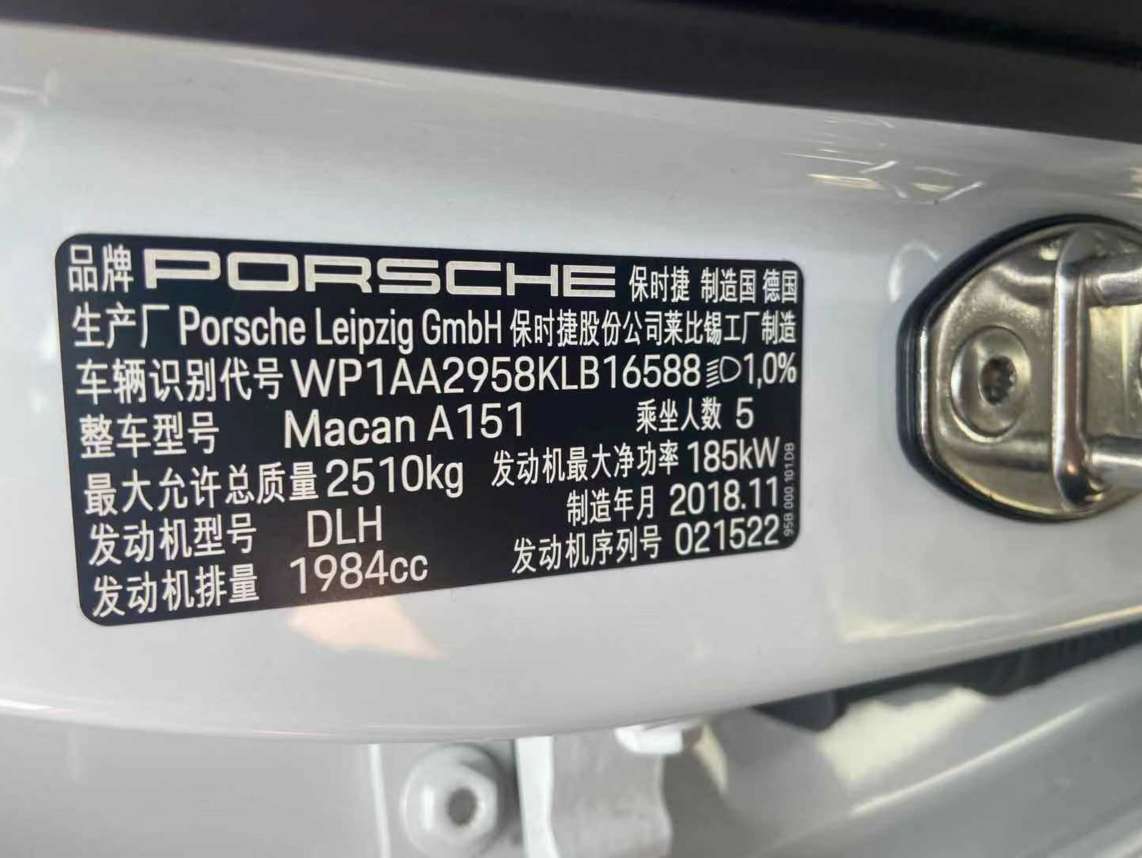 品牌 PORSCHE 保时捷 制造国 德国
生产厂 Porsche Leipzig GmbH 保时捷股份公司莱比锡工厂制造
车辆识别代号 WP1AA2958KLB16588 1,0%
整车型号 Macan A151 乘坐人数 5
最大允许总质量 2510kg 发动机最大净功率 185kW
发动机型号 DLH 制造年月 2018.11
发动机排量 1984cc 发动机序列号 021522
95B 000.101.DB